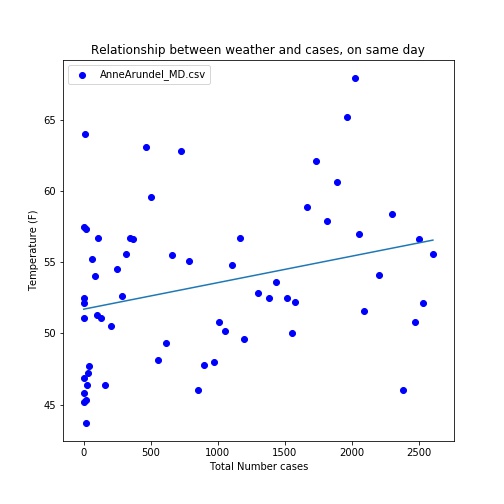 Relationship between weather and cases, on same day
AnneArundel_MD.csv
Temperature (F)
65
60
55
50
45
0
500
1000
1500
2000
2500
Total Number cases